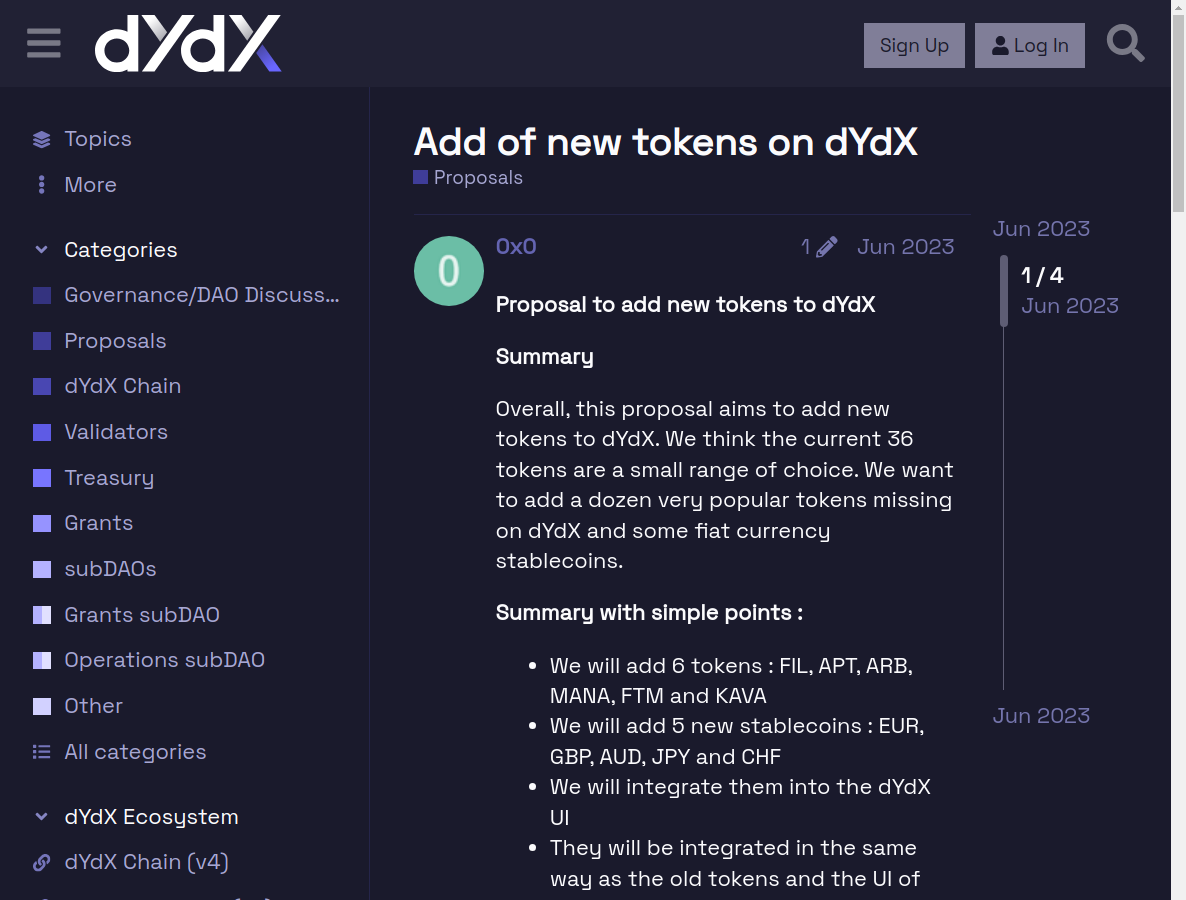 dYdX
Sign Up
Log In
Topics
More
Categories
Governance/DAO Discuss...
Proposals
dYdX Chain
Validators
Treasury
Grants
subDAOs
Grants subDAO
Operations subDAO
Other
All categories
dYdX Ecosystem
dYdX Chain (v4)
Add of new tokens on dYdX
Proposals
0
0x0
1
Jun 2023
Proposal to add new tokens to dYdX
Summary
Overall, this proposal aims to add new
tokens to dYdX. We think the current 36
tokens are a small range of choice. We want
to add a dozen very popular tokens missing
on dYdX and some fiat currency
stablecoins.
Summary with simple points :
• We will add 6 tokens : FIL, APT, ARB,
MANA, FTM and KAVA
• We will add 5 new stablecoins : EUR,
GBP, AUD, JPY and CHF
• We will integrate them into the dYdX
UI
• They will be integrated in the same
way as the old tokens and the UI of
Jun 2023
1 / 4
Jun 2023
Jun 2023